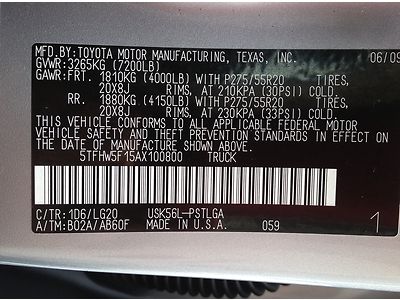 MFD.BY:TOYOTA MOTOR MANUFACTURING, TEXAS, INC. 06/09
GVWR:3265KG (7200LB)
GAWR:FRT. 1810KG (4000LB)WITH P275/55R20 TIRES,
20X8J RIMS, AT 210KPA (30PSI) COLD.
RR. 1880KG (4150LB)WITH P275/55R20 TIRES,
20X8J RIMS, AT 230KPA (33PSI) COLD.
THIS VEHICLE CONFORMS TO ALL APPLICABLE FEDERAL MOTOR
VEHICLE SAFETY STANDARDS IN EFFECT ON
THE DATE OF MANUFACTURE SHOWN ABOVE.
5TFHW5F15AX100800 TRUCK
C/TR:1D6/LG20 USK56L-PSTLGA
A/TM:B02A/AB60F MADE IN U.S.A. 059 1